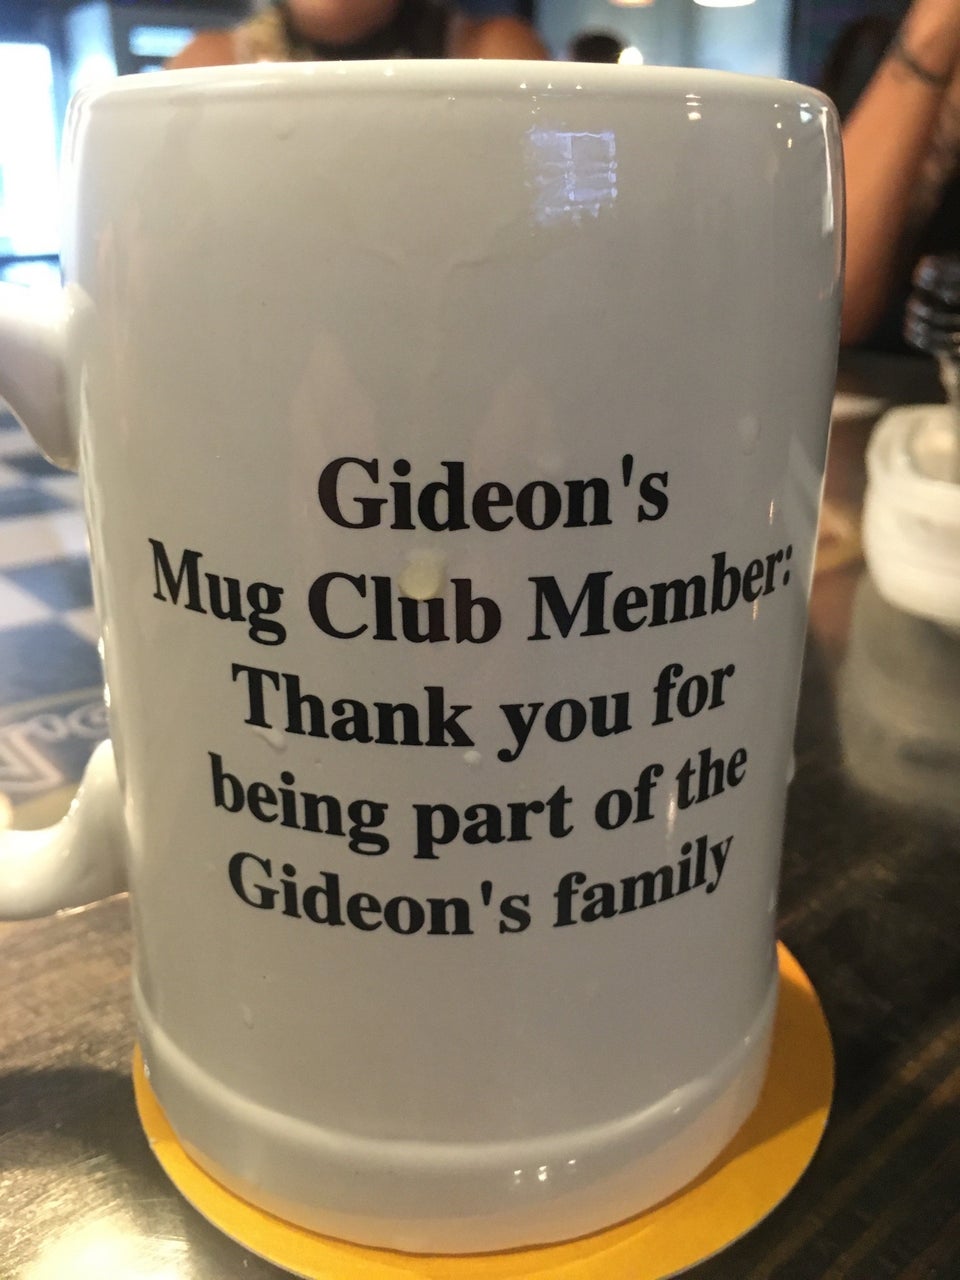 Gideon's
Mug Club Member:
Thank you for
being part of the
Gideon's family